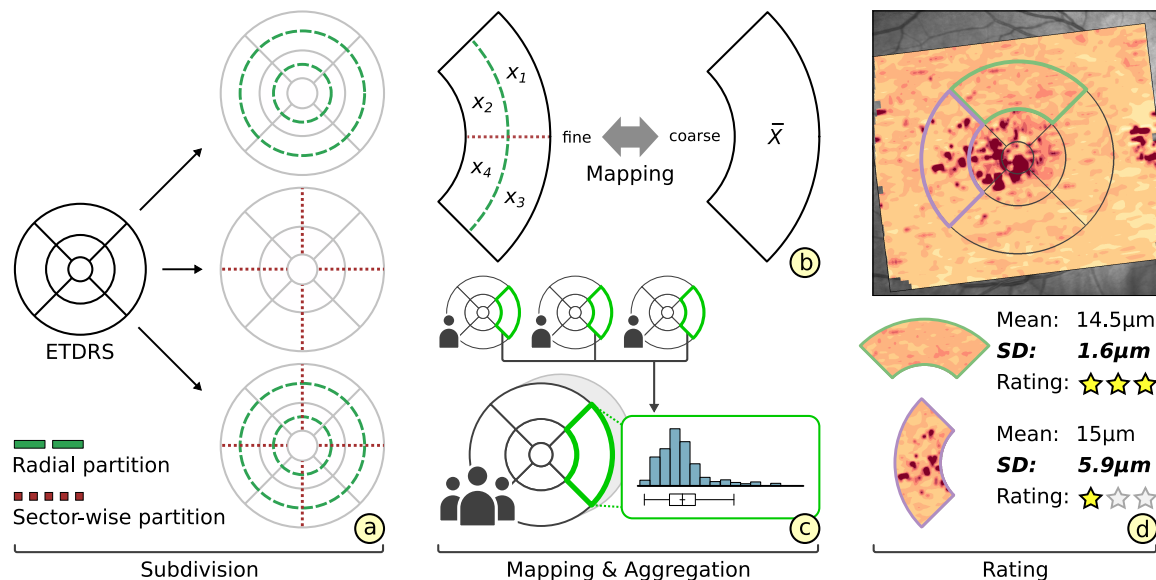 ETDRS
Radial partition
Sector-wise partition
a
Subdivision
x1
x2
x4
x3
fine
coarse
Mapping
X̄
b
c
Mapping & Aggregation
Mean: 14.5µm
SD: 1.6µm
Rating:
Mean: 15µm
SD: 5.9µm
Rating:
d
Rating